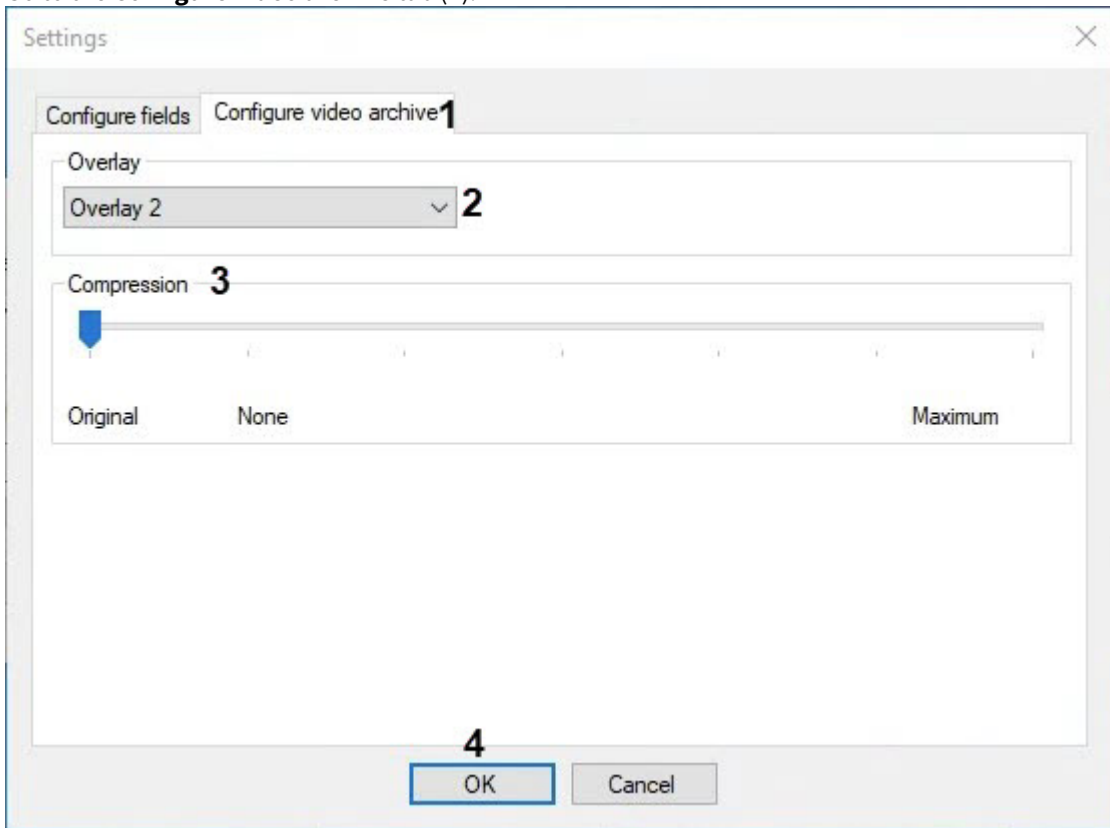 Settings
Configure fields
Configure video archive 1
Overlay
Overlay 2
2
Compression 3
Original None Maximum
4
OK Cancel